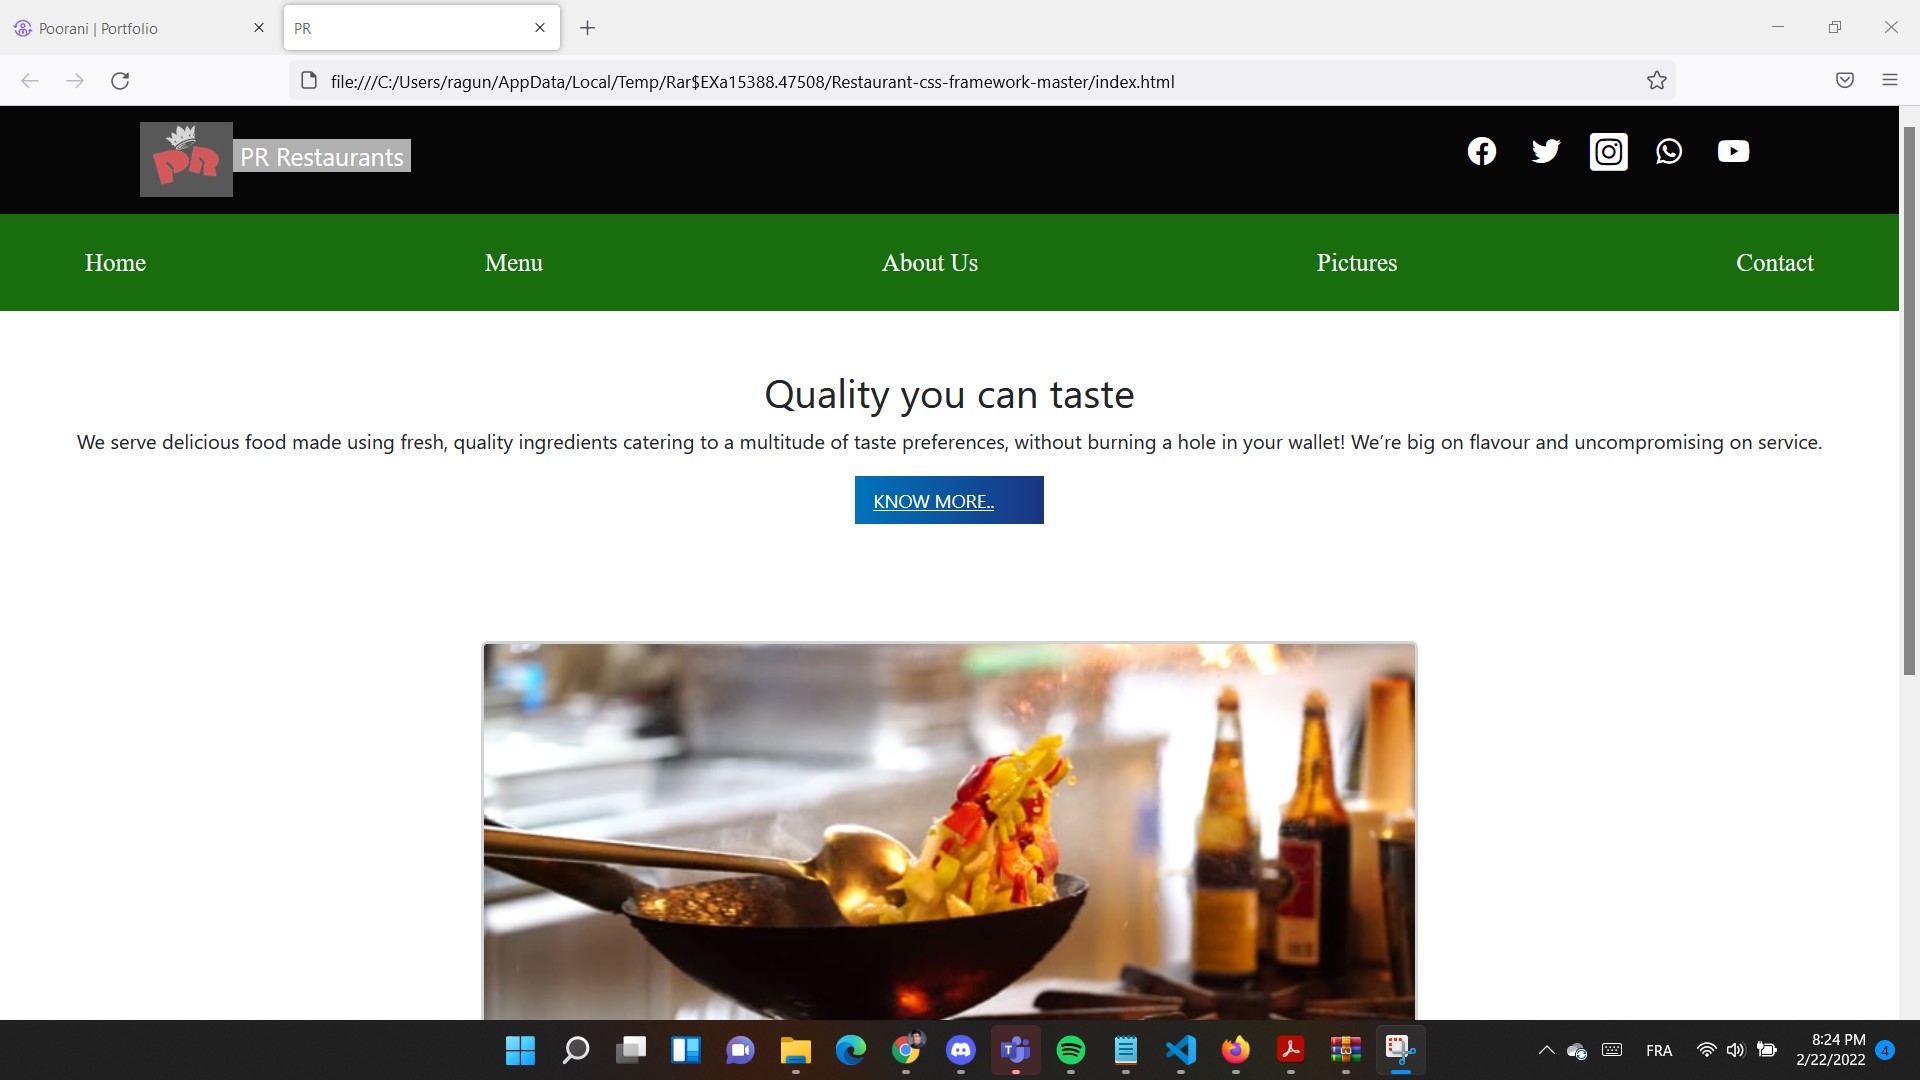 Poorani | Portfolio
PR
file:///C:/Users/ragun/AppData/Local/Temp/Rar$EXa15388.47508/Restaurant-css-framework-master/index.html
PR PR Restaurants
Home Menu About Us Pictures Contact
Quality you can taste
We serve delicious food made using fresh, quality ingredients catering to a multitude of taste preferences, without burning a hole in your wallet! We’re big on flavour and uncompromising on service.
KNOW MORE..
FRA
8:24 PM
2/22/2022
4